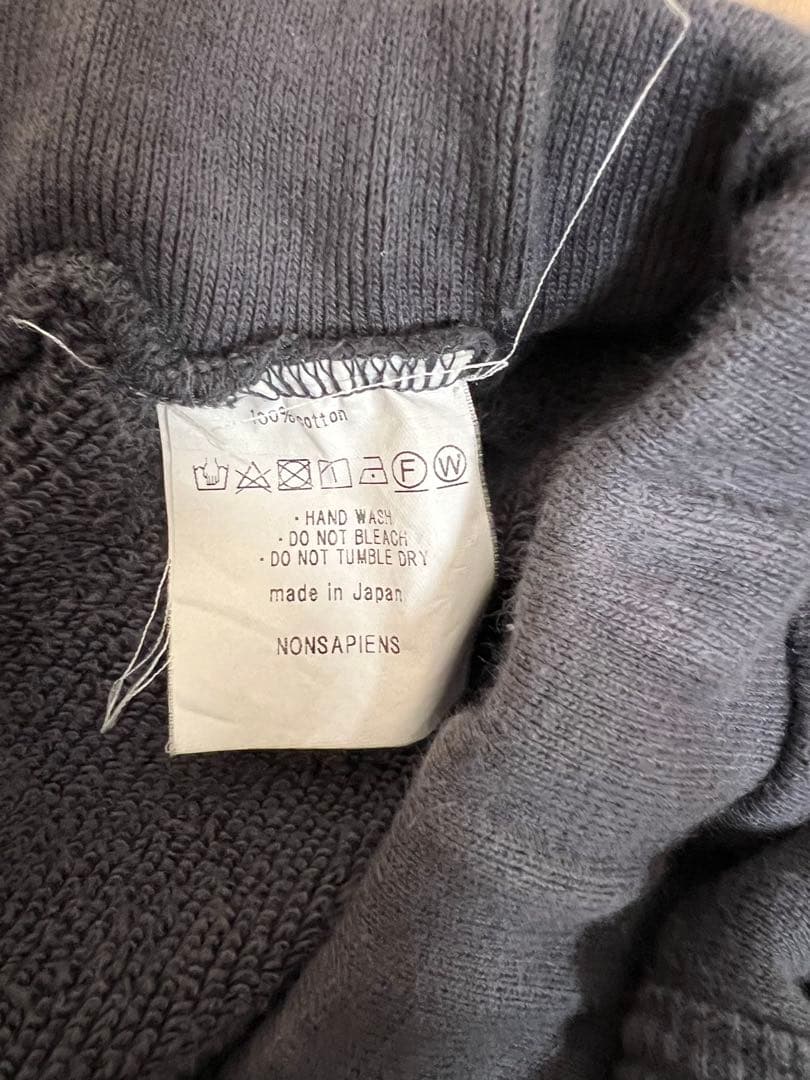 100% cotton
F W
· HAND WASH
· DO NOT BLEACH
· DO NOT TUMBLE DRY
made in Japan
NONSAPIENS